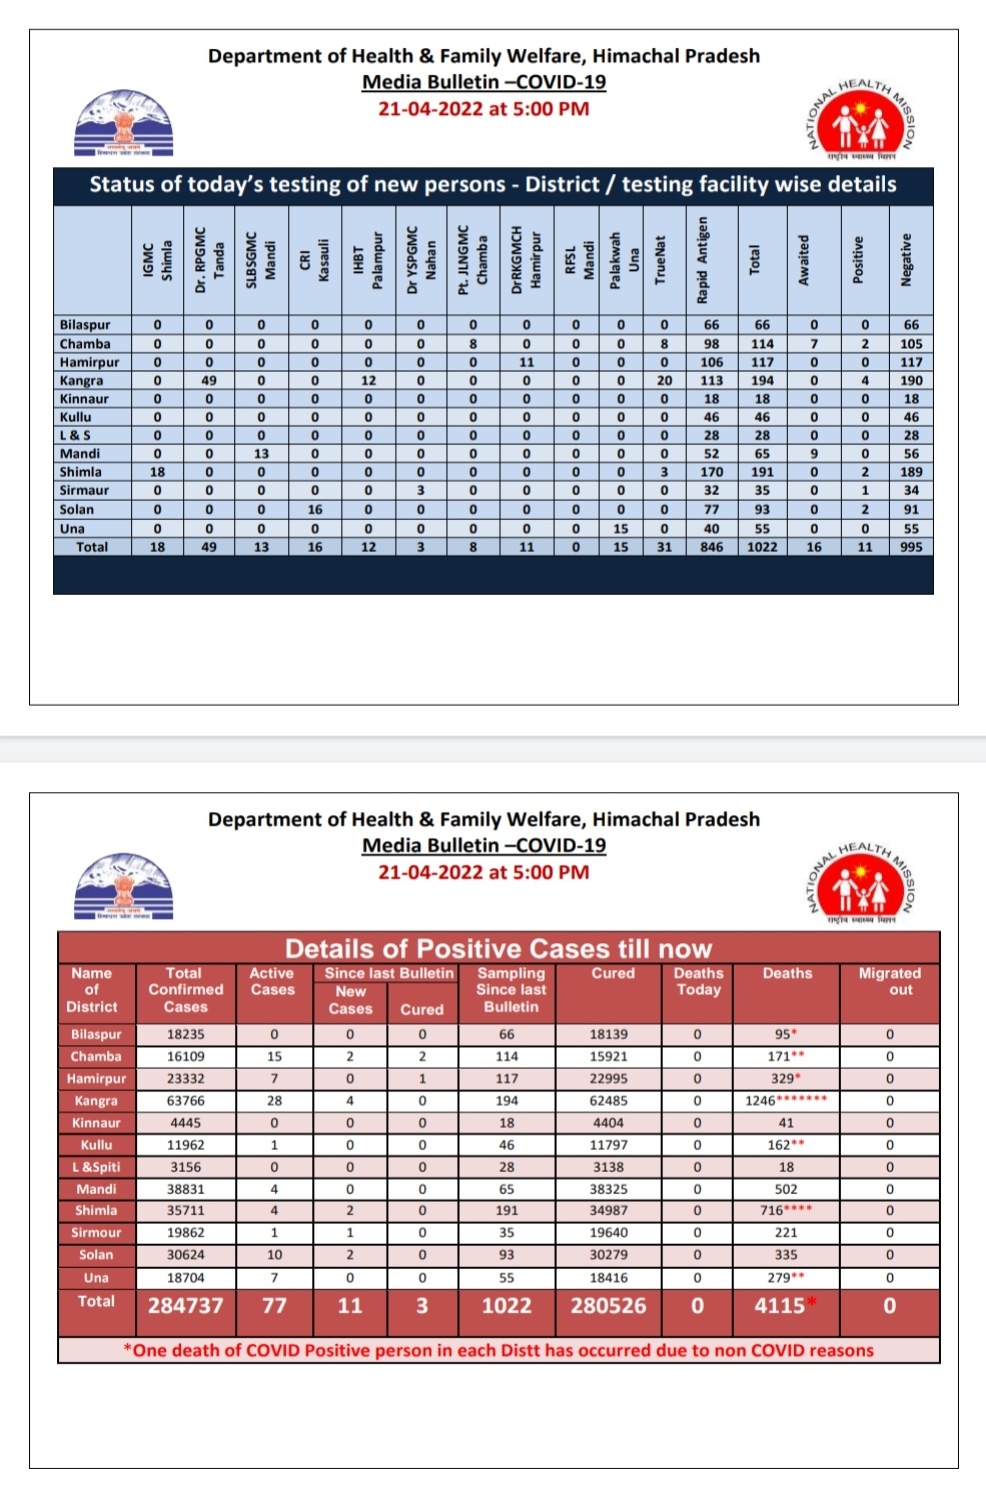 Department of Health & Family Welfare, Himachal Pradesh
Media Bulletin –COVID-19
21-04-2022 at 5:00 PM
NATIONAL HEALTH MISSION
राष्ट्रीय स्वास्थ्य मिशन
Status of today's testing of new persons - District / testing facility wise details
IGMC Shimla Dr. RPGMC Tanda SLBSGMC Mandi CRI Kasauli IHBT Palampur Dr YSPGMC Nahan Pt. JLNGMC Chamba DrRKGMCH Hamirpur RFSL Mandi Palakwah Una TrueNat Rapid Antigen Total Awaited Positive Negative
Bilaspur 0 0 0 0 0 0 0 0 0 0 0 66 66 0 0 66
Chamba 0 0 0 0 0 0 8 0 0 0 8 98 114 7 2 105
Hamirpur 0 0 0 0 0 0 0 11 0 0 0 106 117 0 0 117
Kangra 0 49 0 0 12 0 0 0 0 0 20 113 194 0 4 190
Kinnaur 0 0 0 0 0 0 0 0 0 0 0 18 18 0 0 18
Kullu 0 0 0 0 0 0 0 0 0 0 0 46 46 0 0 46
L & S 0 0 0 0 0 0 0 0 0 0 0 28 28 0 0 28
Mandi 0 0 13 0 0 0 0 0 0 0 0 52 65 9 0 56
Shimla 18 0 0 0 0 0 0 0 0 0 3 170 191 0 2 189
Sirmaur 0 0 0 0 0 3 0 0 0 0 0 32 35 0 1 34
Solan 0 0 0 16 0 0 0 0 0 0 0 77 93 0 2 91
Una 0 0 0 0 0 0 0 0 0 15 0 40 55 0 0 55
Total 18 49 13 16 12 3 8 11 0 15 31 846 1022 16 11 995
Department of Health & Family Welfare, Himachal Pradesh
Media Bulletin –COVID-19
21-04-2022 at 5:00 PM
NATIONAL HEALTH MISSION
राष्ट्रीय स्वास्थ्य मिशन
Details of Positive Cases till now
Name of District Total Confirmed Cases Active Cases Since last Bulletin New Cases Cured Sampling Since last Bulletin Cured Deaths Today Deaths Migrated out
Bilaspur 18235 0 0 0 66 18139 0 95* 0
Chamba 16109 15 2 2 114 15921 0 171** 0
Hamirpur 23332 7 0 1 117 22995 0 329* 0
Kangra 63766 28 4 0 194 62485 0 1246******* 0
Kinnaur 4445 0 0 0 18 4404 0 41 0
Kullu 11962 1 0 0 46 11797 0 162** 0
L &Spiti 3156 0 0 0 28 3138 0 18 0
Mandi 38831 4 0 0 65 38325 0 502 0
Shimla 35711 4 2 0 191 34987 0 716**** 0
Sirmour 19862 1 1 0 35 19640 0 221 0
Solan 30624 10 2 0 93 30279 0 335 0
Una 18704 7 0 0 55 18416 0 279** 0
Total 284737 77 11 3 1022 280526 0 4115* 0
*One death of COVID Positive person in each Distt has occurred due to non COVID reasons